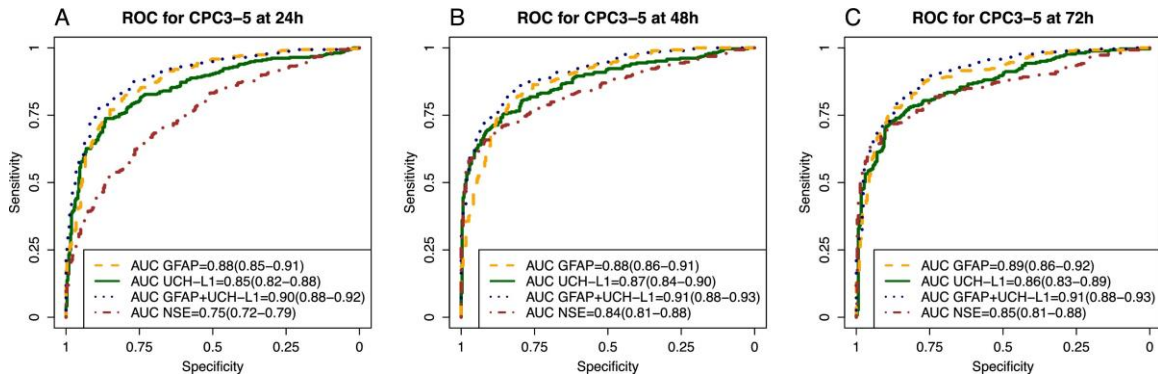 A
ROC for CPC3−5 at 24h
Sensitivity
1
0.75
0.5
0.25
0
AUC GFAP=0.88(0.85−0.91)
AUC UCH−L1=0.85(0.82−0.88)
AUC GFAP+UCH−L1=0.90(0.88−0.92)
AUC NSE=0.75(0.72−0.79)
1
0.75
0.5
0.25
0
Specificity
B
ROC for CPC3−5 at 48h
Sensitivity
1
0.75
0.5
0.25
0
AUC GFAP=0.88(0.86−0.91)
AUC UCH−L1=0.87(0.84−0.90)
AUC GFAP+UCH−L1=0.91(0.88−0.93)
AUC NSE=0.84(0.81−0.88)
1
0.75
0.5
0.25
0
Specificity
C
ROC for CPC3−5 at 72h
Sensitivity
1
0.75
0.5
0.25
0
AUC GFAP=0.89(0.86−0.92)
AUC UCH−L1=0.86(0.83−0.89)
AUC GFAP+UCH−L1=0.91(0.88−0.93)
AUC NSE=0.85(0.81−0.88)
1
0.75
0.5
0.25
0
Specificity